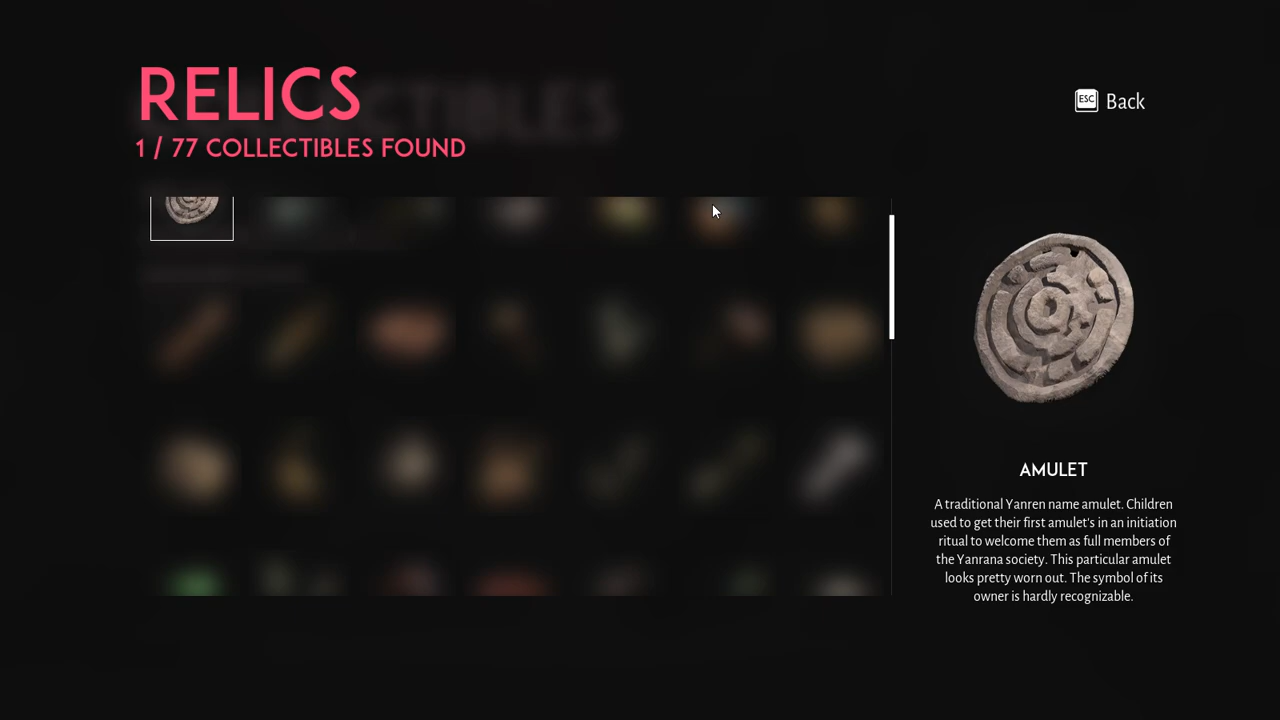 RELICS
1 / 77 COLLECTIBLES FOUND
ESC Back
AMULET
A traditional Yanren name amulet. Children
used to get their first amulet's in an initiation
ritual to welcome them as full members of
the Yanrana society. This particular amulet
looks pretty worn out. The symbol of its
owner is hardly recognizable.